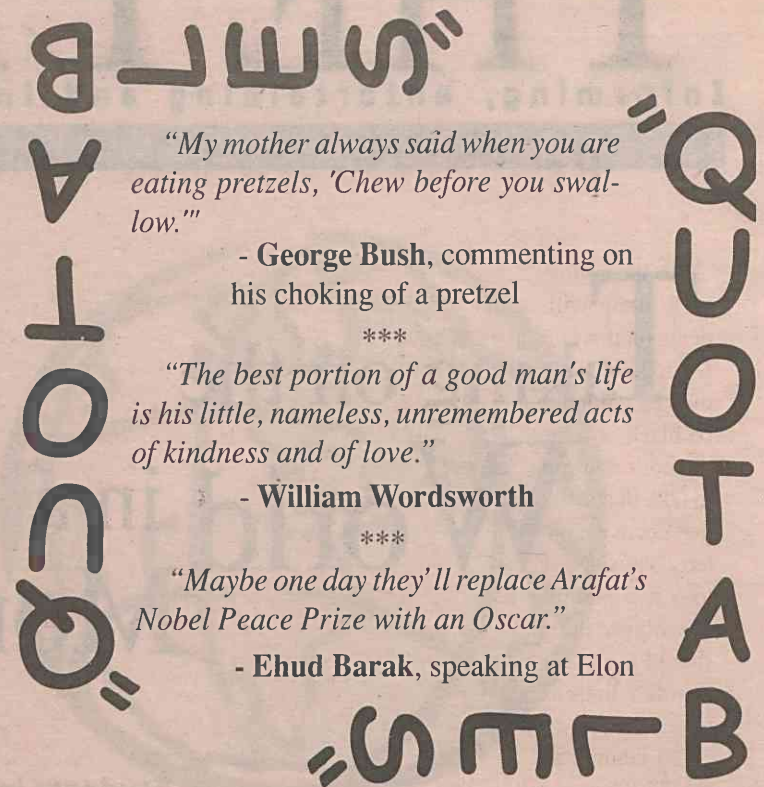 "QUOTABLES"
"My mother always said when you are
eating pretzels, 'Chew before you swal-
low.'"
- George Bush, commenting on
his choking of a pretzel
***
"The best portion of a good man's life
is his little, nameless, unremembered acts
of kindness and of love."
- William Wordsworth
***
"Maybe one day they'll replace Arafat's
Nobel Peace Prize with an Oscar."
- Ehud Barak, speaking at Elon
"QUOTABLES"